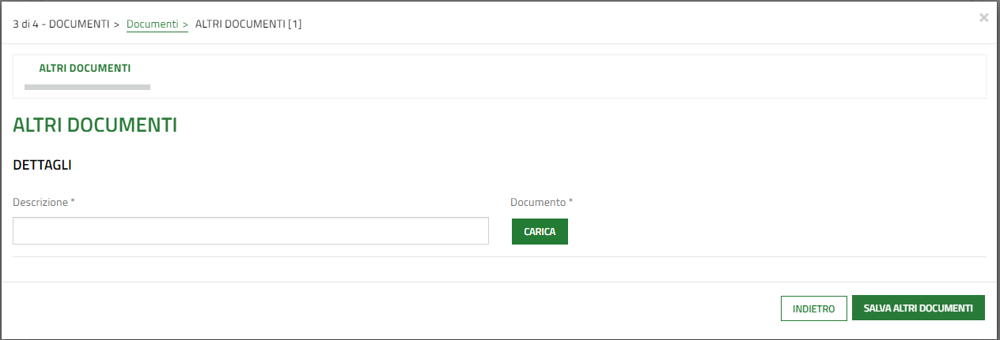 3 di 4 - DOCUMENTI > Documenti > ALTRI DOCUMENTI [1] ×
ALTRI DOCUMENTI
ALTRI DOCUMENTI
DETTAGLI
Descrizione * Documento *
CARICA
INDIETRO SALVA ALTRI DOCUMENTI